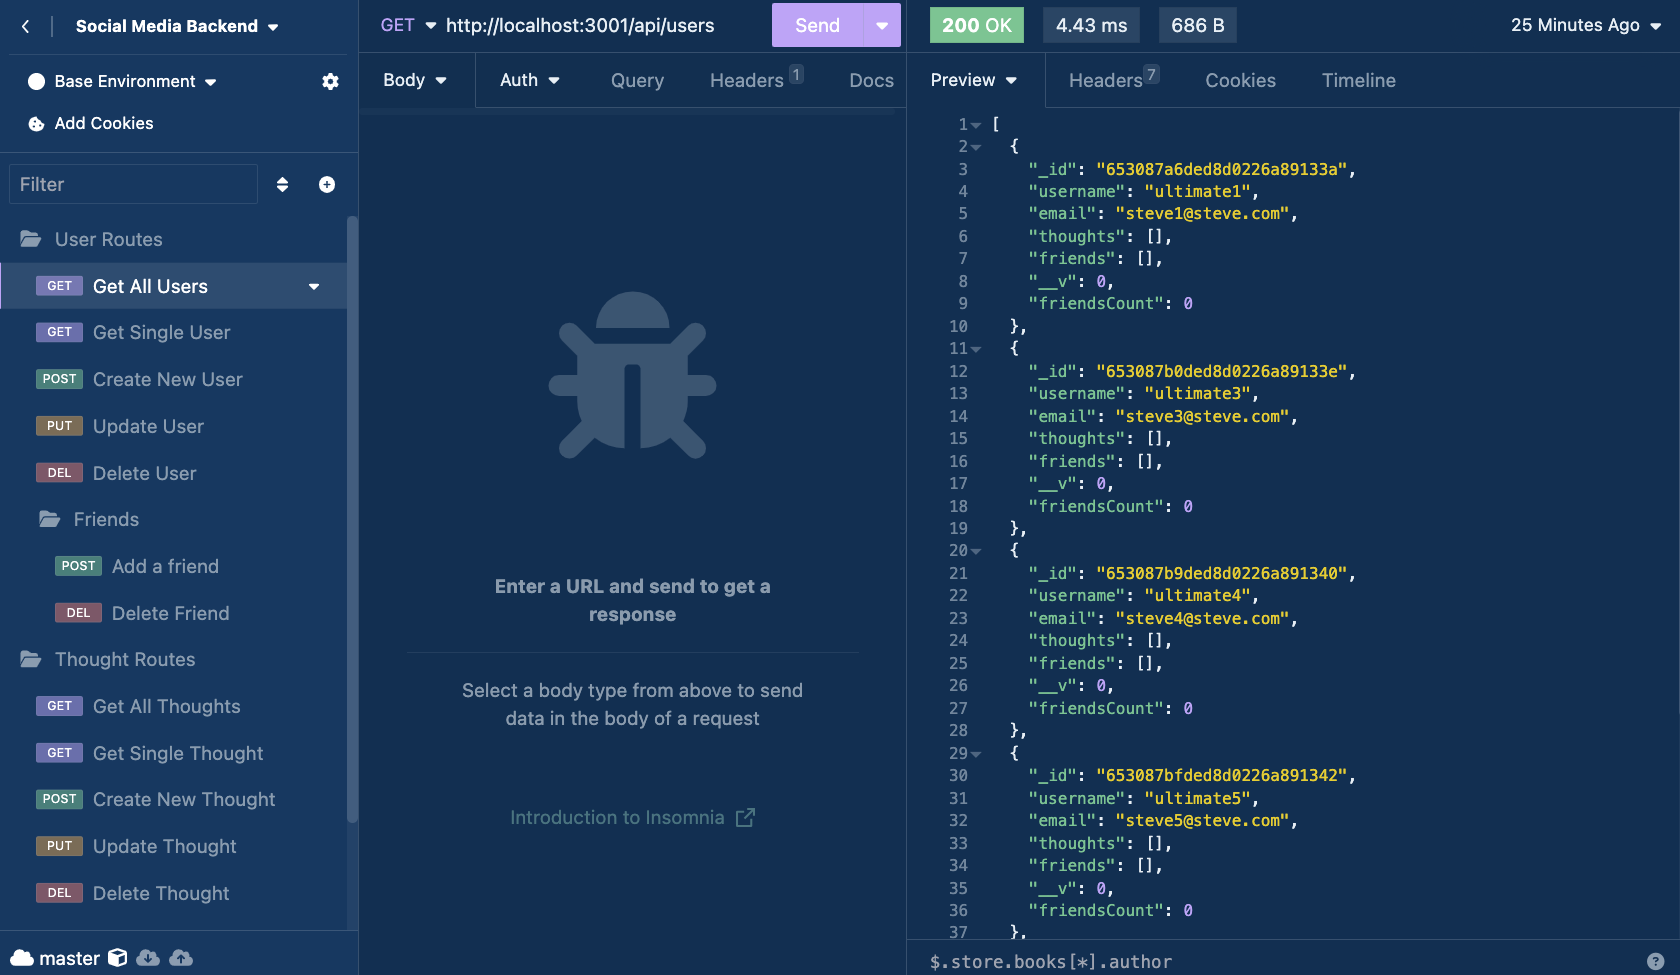 Social Media Backend
Base Environment
Add Cookies
Filter
User Routes
GET Get All Users
GET Get Single User
POST Create New User
PUT Update User
DEL Delete User
Friends
POST Add a friend
DEL Delete Friend
Thought Routes
GET Get All Thoughts
GET Get Single Thought
POST Create New Thought
PUT Update Thought
DEL Delete Thought
master
GET http://localhost:3001/api/users Send
Body Auth Query Headers 1 Docs
Enter a URL and send to get a
response
Select a body type from above to send
data in the body of a request
Introduction to Insomnia
200 OK 4.43 ms 686 B 25 Minutes Ago
Preview Headers 7 Cookies Timeline
1 [
2 {
3 "_id": "653087a6ded8d0226a89133a",
4 "username": "ultimate1",
5 "email": "steve1@steve.com",
6 "thoughts": [],
7 "friends": [],
8 "__v": 0,
9 "friendsCount": 0
10 },
11 {
12 "_id": "653087b0ded8d0226a89133e",
13 "username": "ultimate3",
14 "email": "steve3@steve.com",
15 "thoughts": [],
16 "friends": [],
17 "__v": 0,
18 "friendsCount": 0
19 },
20 {
21 "_id": "653087b9ded8d0226a891340",
22 "username": "ultimate4",
23 "email": "steve4@steve.com",
24 "thoughts": [],
25 "friends": [],
26 "__v": 0,
27 "friendsCount": 0
28 },
29 {
30 "_id": "653087bfded8d0226a891342",
31 "username": "ultimate5",
32 "email": "steve5@steve.com",
33 "thoughts": [],
34 "friends": [],
35 "__v": 0,
36 "friendsCount": 0
37 },
$.store.books[*].author ?